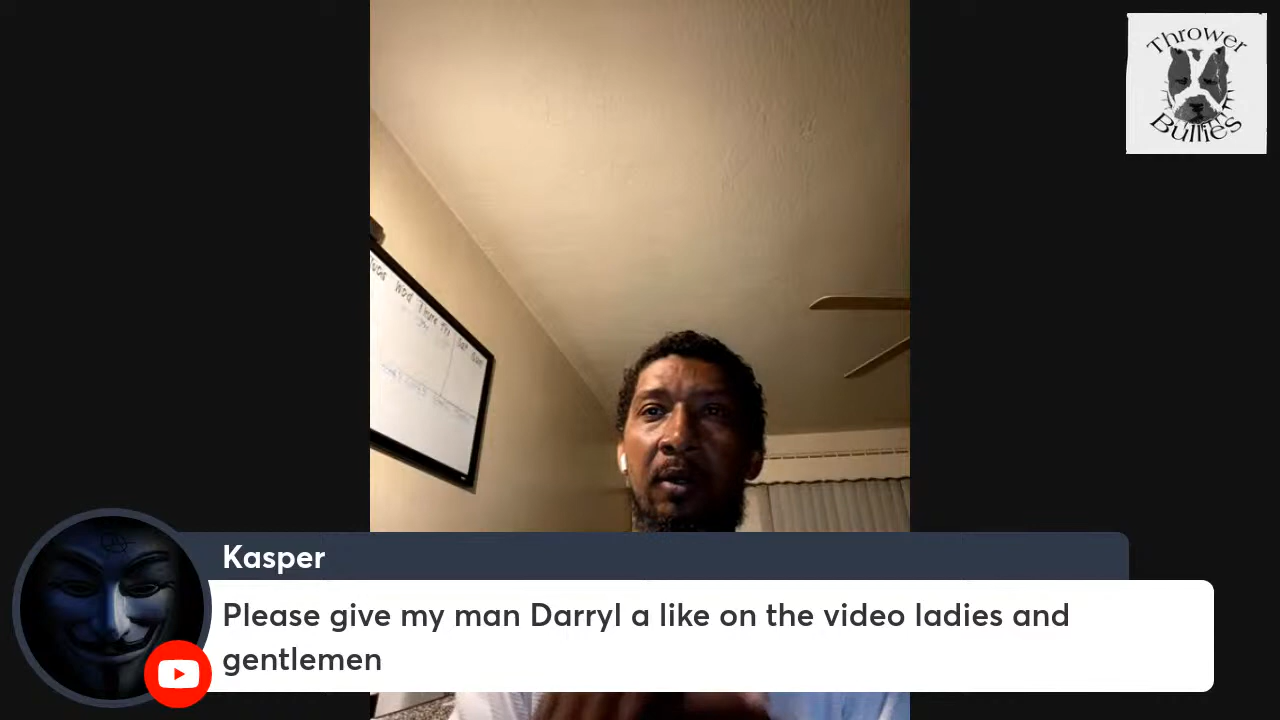 Thrower
Bullies
Kasper
Please give my man Darryl a like on the video ladies and
gentlemen